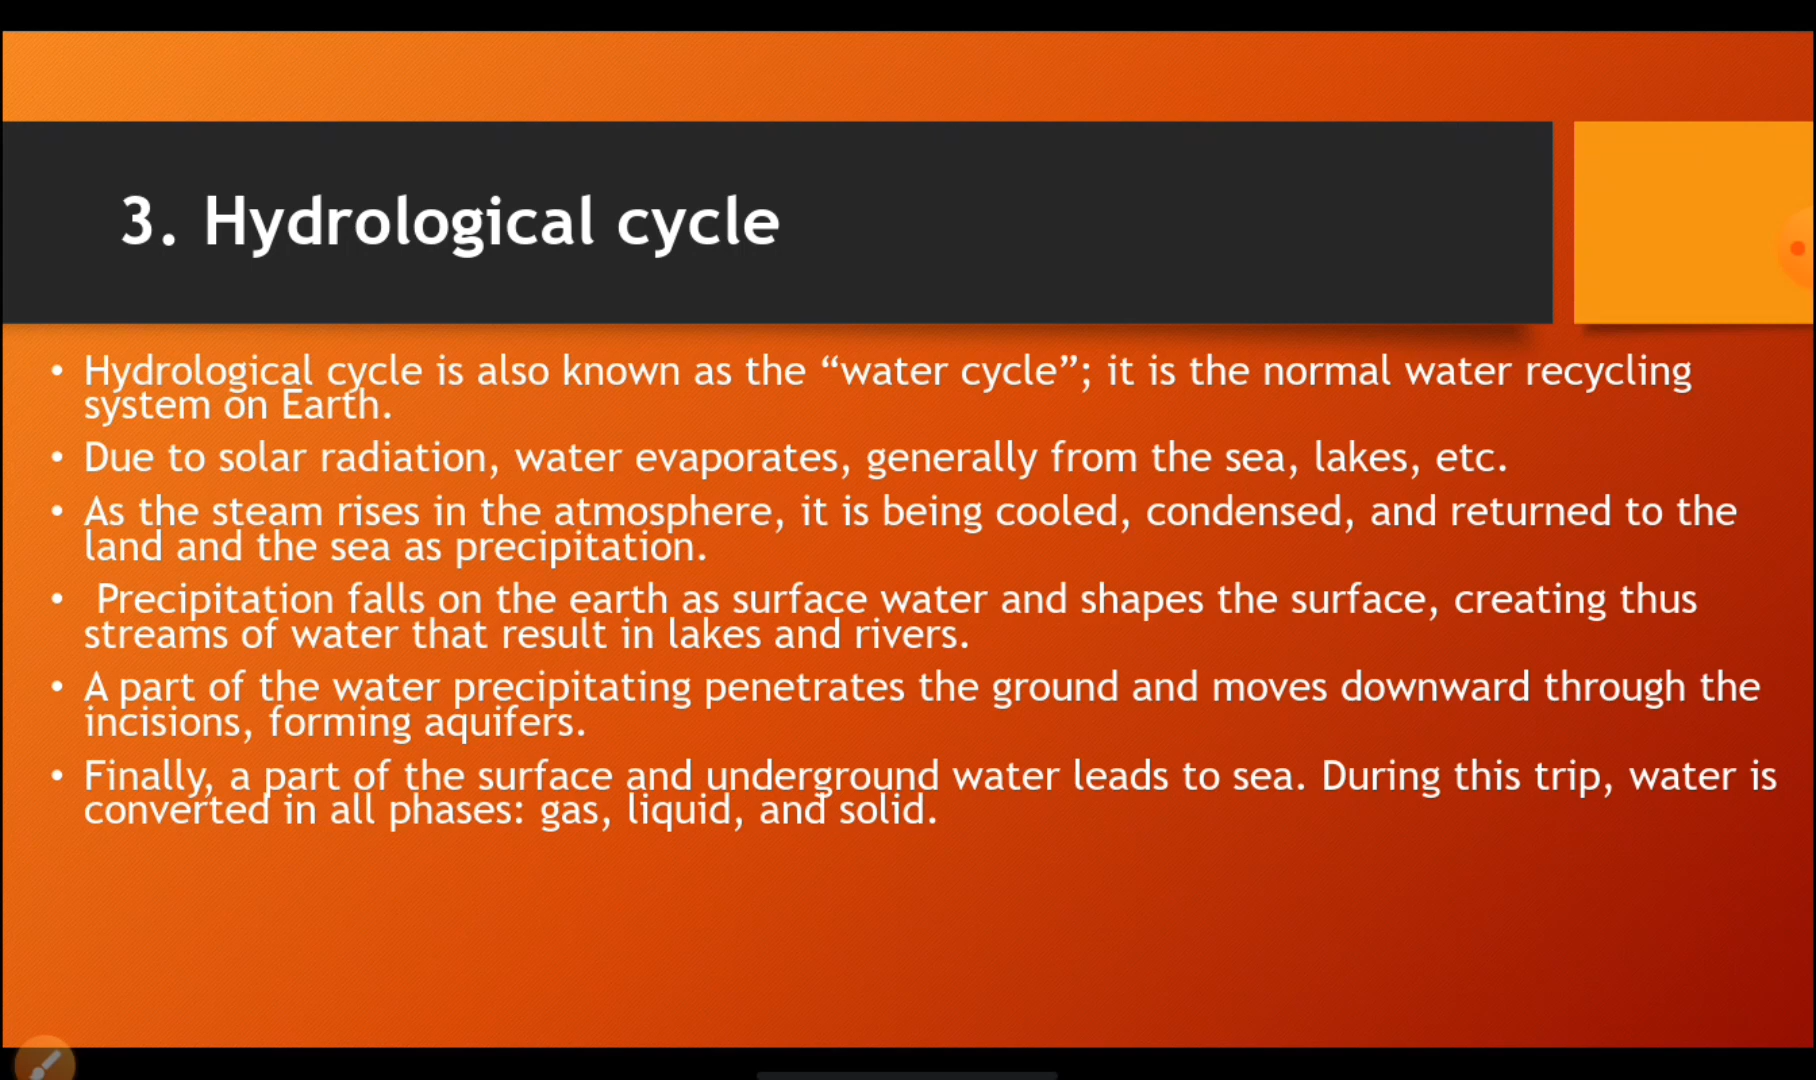 3. Hydrological cycle
• Hydrological cycle is also known as the “water cycle”; it is the normal water recycling
system on Earth.
• Due to solar radiation, water evaporates, generally from the sea, lakes, etc.
• As the steam rises in the atmosphere, it is being cooled, condensed, and returned to the
land and the sea as precipitation.
• Precipitation falls on the earth as surface water and shapes the surface, creating thus
streams of water that result in lakes and rivers.
• A part of the water precipitating penetrates the ground and moves downward through the
incisions, forming aquifers.
• Finally, a part of the surface and underground water leads to sea. During this trip, water is
converted in all phases: gas, liquid, and solid.